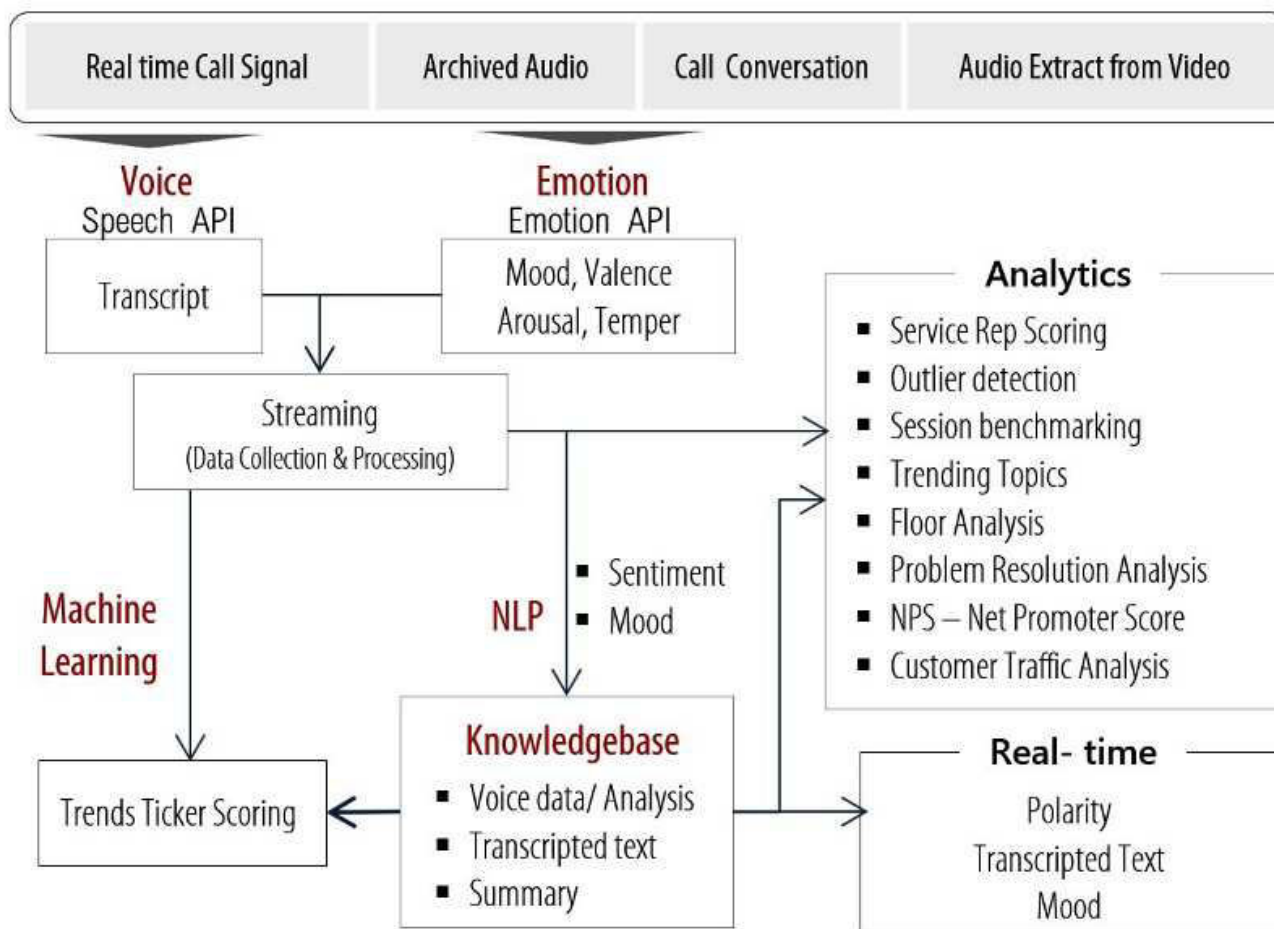 Real time Call Signal
Archived Audio
Call Conversation
Audio Extract from Video
Voice
Speech API
Transcript
Emotion
Emotion API
Mood, Valence
Arousal, Temper
Streaming
(Data Collection & Processing)
Machine
Learning
NLP
■ Sentiment
■ Mood
Trends Ticker Scoring
Knowledgebase
■ Voice data/ Analysis
■ Transcripted text
■ Summary
Analytics
■ Service Rep Scoring
■ Outlier detection
■ Session benchmarking
■ Trending Topics
■ Floor Analysis
■ Problem Resolution Analysis
■ NPS – Net Promoter Score
■ Customer Traffic Analysis
Real- time
Polarity
Transcripted Text
Mood